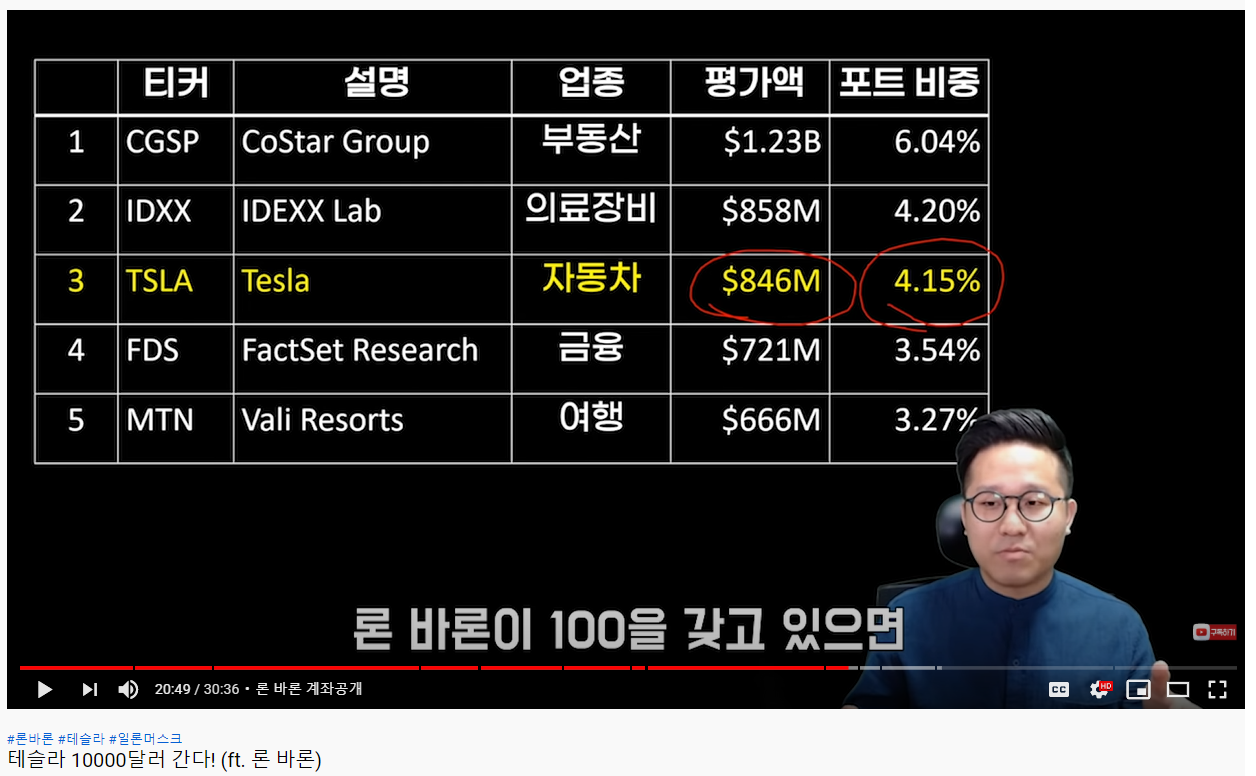 티커 설명 업종 평가액 포트 비중
1 CGSP CoStar Group 부동산 $1.23B 6.04%
2 IDXX IDEXX Lab 의료장비 $858M 4.20%
3 TSLA Tesla 자동차 $846M 4.15%
4 FDS FactSet Research 금융 $721M 3.54%
5 MTN Vali Resorts 여행 $666M 3.27%
론 바론이 100을 갖고 있으면
구독하기
20:49 / 30:36 • 론 바론 계좌공개
CC HD
#론바론 #테슬라 #일론머스크
테슬라 10000달러 간다! (ft. 론 바론)